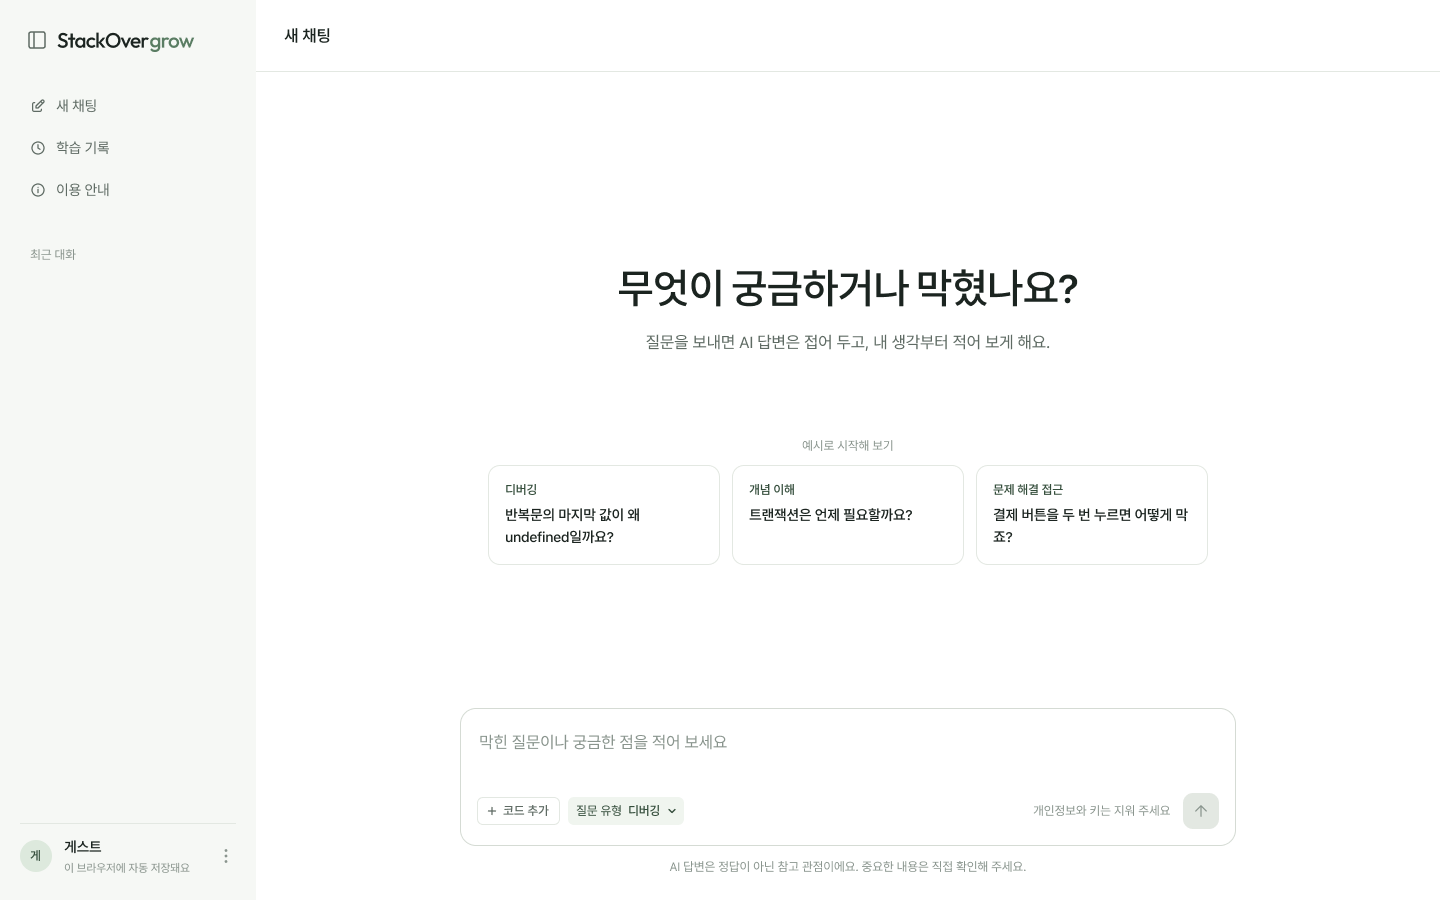 StackOvergrow
새 채팅
학습 기록
이용 안내
최근 대화
게
게스트
이 브라우저에 자동 저장돼요
새 채팅
무엇이 궁금하거나 막혔나요?
질문을 보내면 AI 답변은 접어 두고, 내 생각부터 적어 보게 해요.
예시로 시작해 보기
디버깅
반복문의 마지막 값이 왜
undefined일까요?
개념 이해
트랜잭션은 언제 필요할까요?
문제 해결 접근
결제 버튼을 두 번 누르면 어떻게 막
죠?
막힌 질문이나 궁금한 점을 적어 보세요
코드 추가
질문 유형 디버깅
개인정보와 키는 지워 주세요
AI 답변은 정답이 아닌 참고 관점이에요. 중요한 내용은 직접 확인해 주세요.